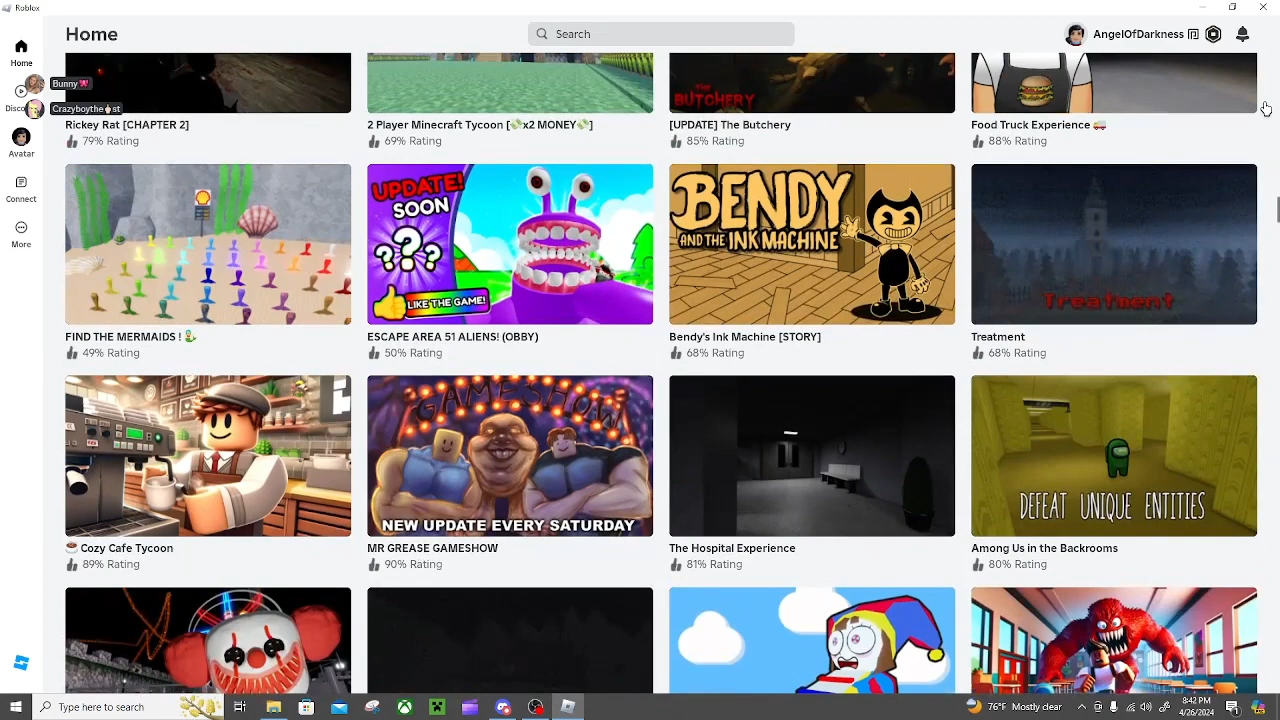 Roblox
Home
Search
AngelOfDarkness
Home
Bunny🎀
Disco
Crazyboythe st
Avatar
Connect
More
Rickey Rat [CHAPTER 2]
79% Rating
2 Player Minecraft Tycoon [💸x2 MONEY💸]
69% Rating
THE BUTCHERY
[UPDATE] The Butchery
85% Rating
Food Truck Experience 🚚
88% Rating
FIND THE MERMAIDS ! 🧜‍♂️
49% Rating
UPDATE!
SOON
???
LIKE THE GAME!
ESCAPE AREA 51 ALIENS! (OBBY)
50% Rating
BENDY
AND THE INK MACHINE
Bendy's Ink Machine [STORY]
68% Rating
Treatment
Treatment
68% Rating
☕ Cozy Cafe Tycoon
89% Rating
GAMESHOW
NEW UPDATE EVERY SATURDAY
MR GREASE GAMESHOW
90% Rating
The Hospital Experience
81% Rating
DEFEAT UNIQUE ENTITIES
Among Us in the Backrooms
80% Rating
Type here to search
76°F Mostly clear
8:42 PM
4/26/2024